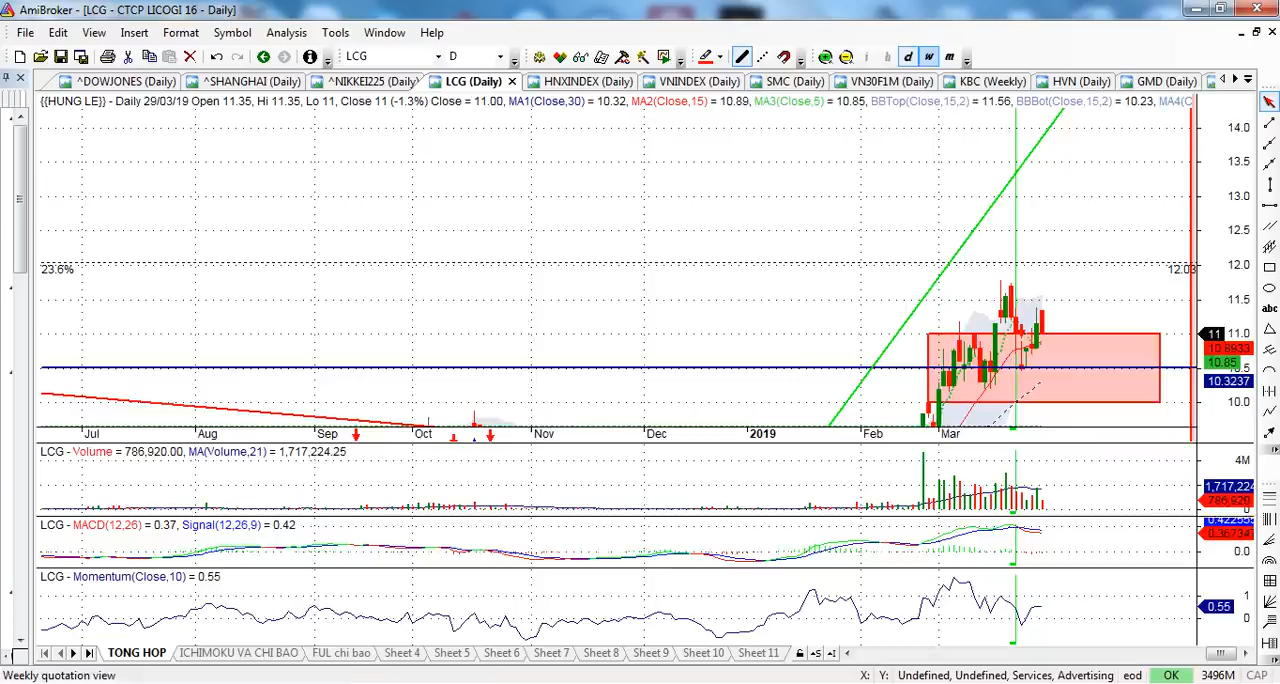 AmiBroker - [LCG - CTCP LICOGI 16 - Daily]
File Edit View Insert Format Symbol Analysis Tools Window Help
LCG D i h d w m
^DOWJONES (Daily) ^SHANGHAI (Daily) ^NIKKEI225 (Daily) LCG (Daily) HNXINDEX (Daily) VNINDEX (Daily) SMC (Daily) VN30F1M (Daily) KBC (Weekly) HVN (Daily) GMD (Daily)
{{HUNG LE}} - Daily 29/03/19 Open 11.35, Hi 11.35, Lo 11, Close 11 (-1.3%) Close = 11.00, MA1(Close,30) = 10.32, MA2(Close,15) = 10.89, MA3(Close,5) = 10.85, BBTop(Close,15,2) = 11.56, BBBot(Close,15,2) = 10.23, MA4(C
14.0
13.5
13.0
12.5
12.0
23.6% 12.03
11.5
11.0 11
10.8933
10.85
10.5
10.3237
10.0
abc
Jul Aug Sep Oct Nov Dec 2019 Feb Mar
LCG - Volume = 786,920.00, MA(Volume,21) = 1,717,224.25
4M
1,717,224
786,920
0
LCG - MACD(12,26) = 0.37, Signal(12,26,9) = 0.42
0.422555
0.36734
0.0
LCG - Momentum(Close,10) = 0.55
1
0.55
0
TONG HOP ICHIMOKU VA CHI BAO FUL chi bao Sheet 4 Sheet 5 Sheet 6 Sheet 7 Sheet 8 Sheet 9 Sheet 10 Sheet 11
Weekly quotation view X: Y: Undefined, Undefined, Services, Advertising eod OK 3496M CAP